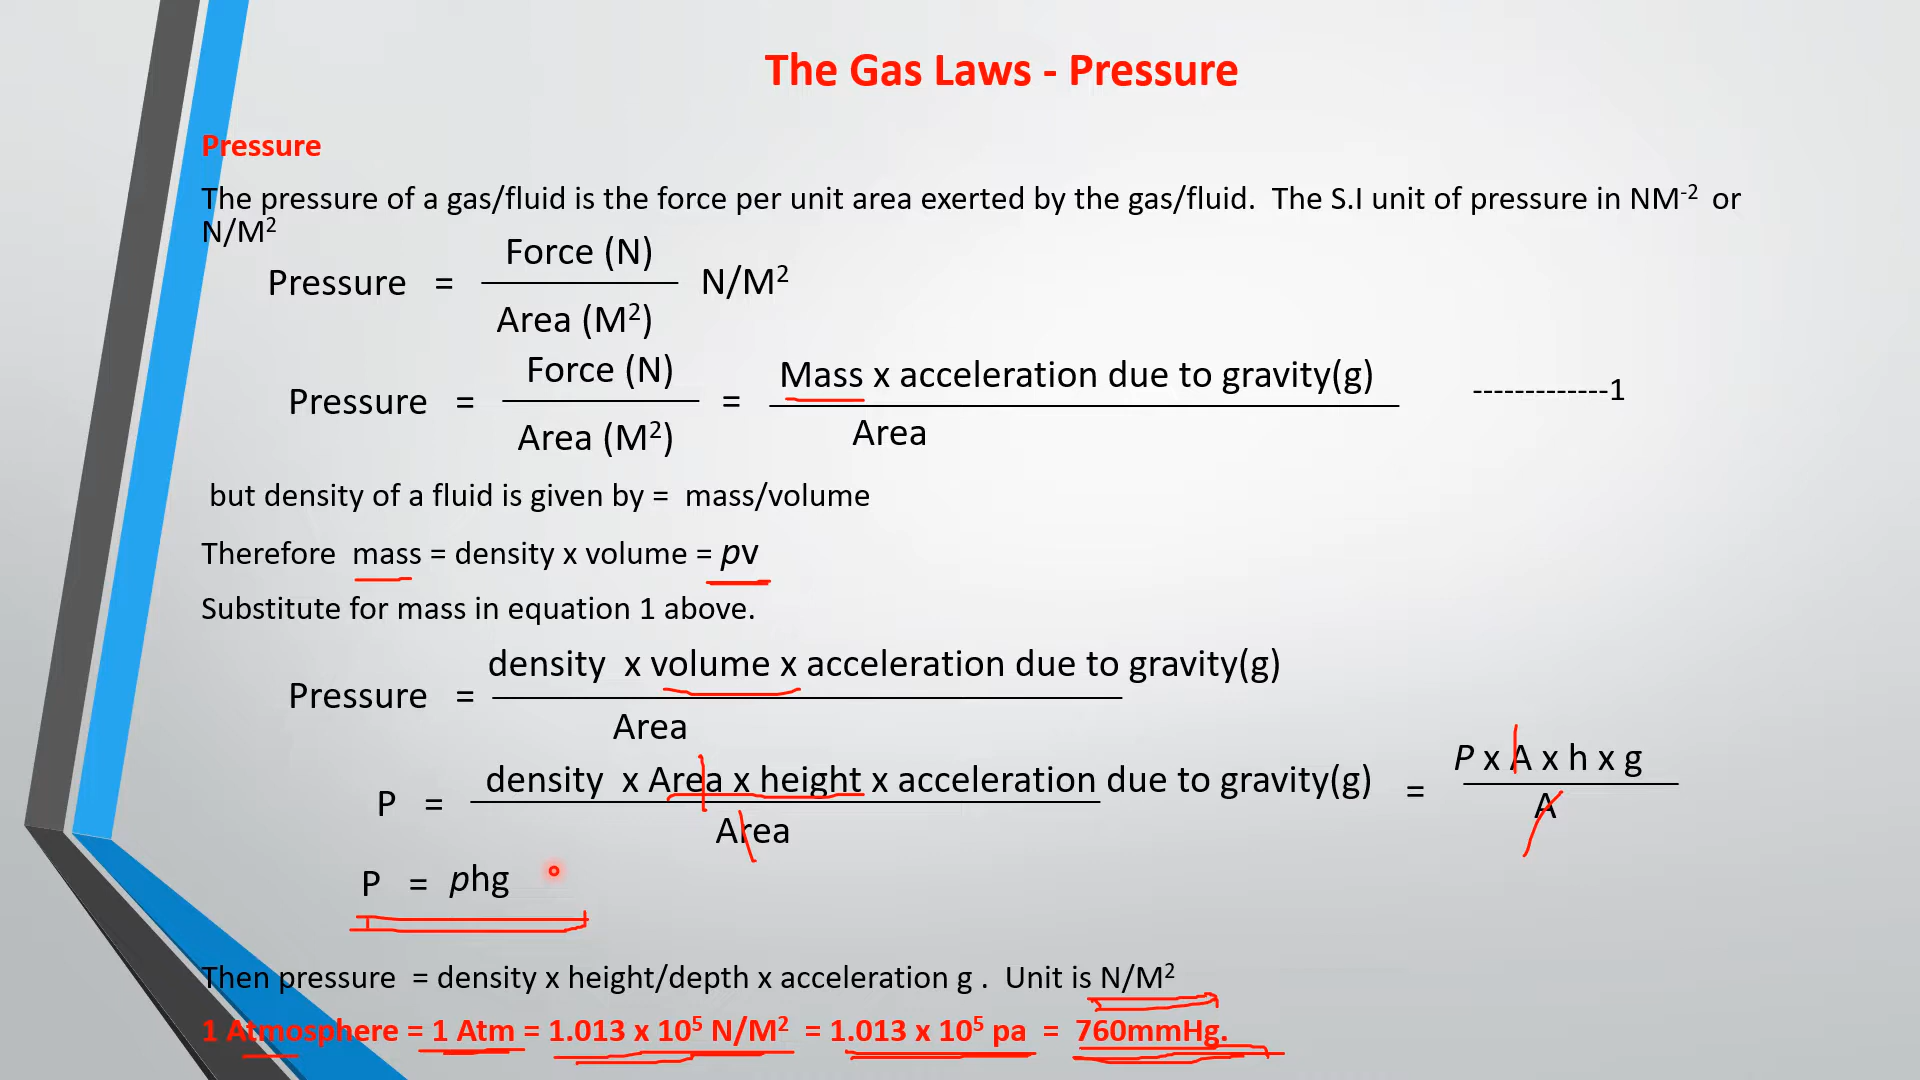 The Gas Laws - Pressure
Pressure
The pressure of a gas/fluid is the force per unit area exerted by the gas/fluid. The S.I unit of pressure in NM⁻² or
N/M²
Force (N)
Pressure = N/M²
Area (M²)
Force (N) Mass x acceleration due to gravity(g)
Pressure = = -------------1
Area (M²) Area
but density of a fluid is given by = mass/volume
Therefore mass = density x volume = pv
Substitute for mass in equation 1 above.
density x volume x acceleration due to gravity(g)
Pressure =
Area
density x Area x height x acceleration due to gravity(g) P x A x h x g
P = =
Area A
P = phg
Then pressure = density x height/depth x acceleration g . Unit is N/M²
1 Atmosphere = 1 Atm = 1.013 x 10⁵ N/M² = 1.013 x 10⁵ pa = 760mmHg.